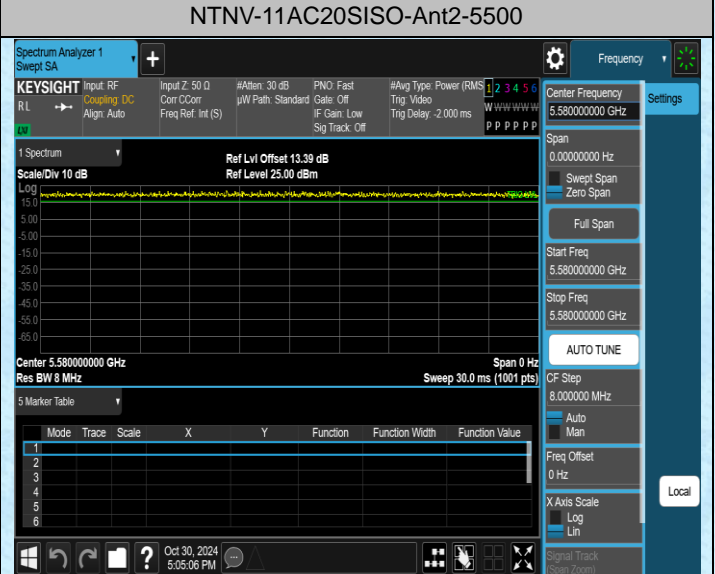 NTNV-11AC20SISO-Ant2-5500
Spectrum Analyzer 1
Swept SA
+
Frequency
KEYSIGHT
RL
LXI
Input: RF
Coupling: DC
Align: Auto
Input Z: 50 Ω
Corr CCorr
Freq Ref: Int (S)
#Atten: 30 dB
µW Path: Standard
PNO: Fast
Gate: Off
IF Gain: Low
Sig Track: Off
#Avg Type: Power (RMS
Trig: Video
Trig Delay: -2.000 ms
1 2 3 4 5 6
W W W W W W
P P P P P P
Center Frequency
5.580000000 GHz
Settings
Span
0.00000000 Hz
Swept Span
Zero Span
Full Span
Start Freq
5.580000000 GHz
Stop Freq
5.580000000 GHz
AUTO TUNE
CF Step
8.000000 MHz
Auto
Man
Freq Offset
0 Hz
X Axis Scale
Log
Lin
Signal Track
(Span Zoom)
Local
1 Spectrum
Scale/Div 10 dB
Ref Lvl Offset 13.39 dB
Ref Level 25.00 dBm
Log
15.0
5.00
-5.00
-15.0
-25.0
-35.0
-45.0
-55.0
-65.0
Center 5.580000000 GHz
Span 0 Hz
Res BW 8 MHz
Sweep 30.0 ms (1001 pts)
5 Marker Table
Mode Trace Scale X Y Function Function Width Function Value
1
2
3
4
5
6
?
Oct 30, 2024
5:05:06 PM